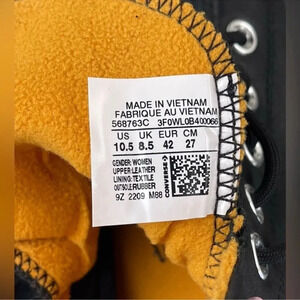 MADE IN VIETNAM
FABRIQUE AU VIETNAM
568763C 3F0WL0B400066
US UK EUR CM
10.5 8.5 42 27
GENDER: WOMEN
UPPER: LEATHER
LINING: TEXTILE
OUTSOLE: RUBBER
9Z 2209 M88
CONVERSE